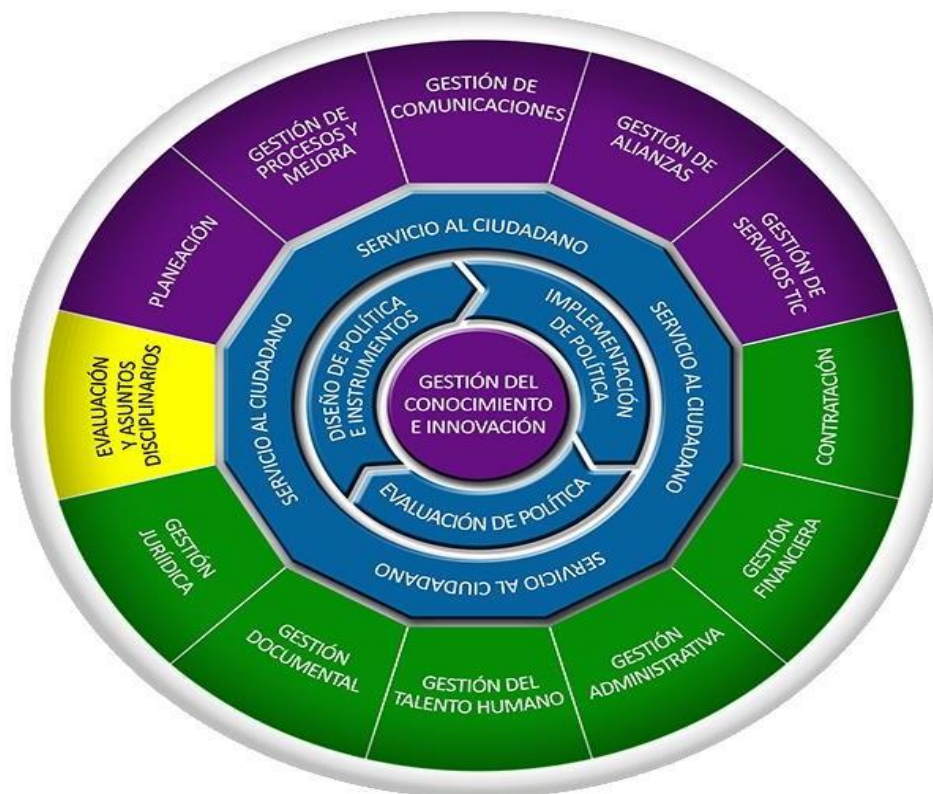 GESTIÓN DE
COMUNICACIONES
GESTIÓN DE
ALIANZAS
GESTIÓN DE
SERVICIOS TIC
CONTRATACIÓN
GESTIÓN
FINANCIERA
GESTIÓN
ADMINISTRATIVA
GESTIÓN DEL
TALENTO HUMANO
GESTIÓN
DOCUMENTAL
GESTIÓN
JURÍIDICA
EVALUACIÓN
Y ASUNTOS
DISCIPLINARIOS
PLANEACIÓN
GESTIÓN DE
PROCESOS Y
MEJORA
SERVICIO AL CIUDADANO
SERVICIO AL CIUDADANO
SERVICIO AL CIUDADANO
SERVICIO AL CIUDADANO
DISEÑO DE POLÍTICA
E INSTRUMENTOS
IMPLEMENTACIÓN
DE POLÍTICA
EVALUACIÓN DE POLÍTICA
GESTIÓN DEL
CONOCIMIENTO
E INNOVACIÓN